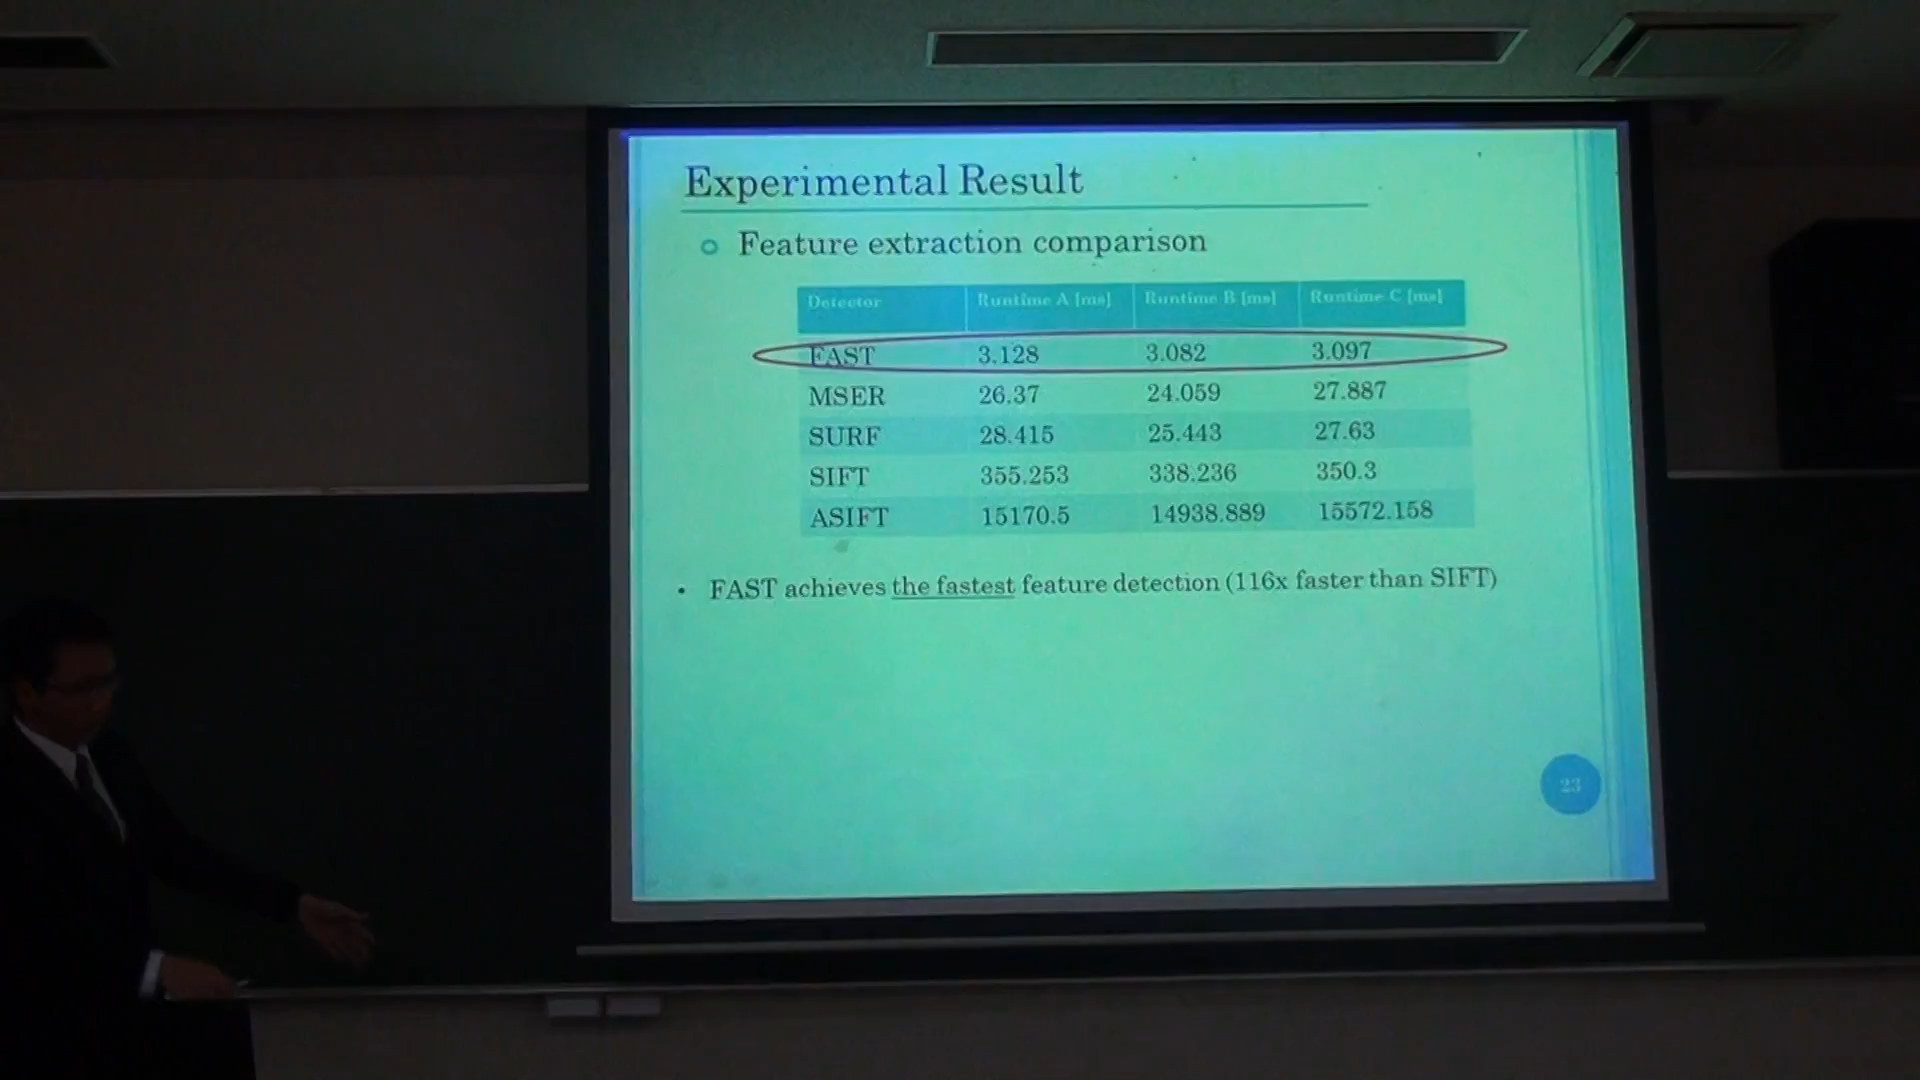 Experimental Result
Feature extraction comparison
Detector Runtime A [ms] Runtime B [ms] Runtime C [ms]
FAST 3.128 3.082 3.097
MSER 26.37 24.059 27.887
SURF 28.415 25.443 27.63
SIFT 355.253 338.236 350.3
ASIFT 15170.5 14938.889 15572.158
• FAST achieves the fastest feature detection (116x faster than SIFT)
23